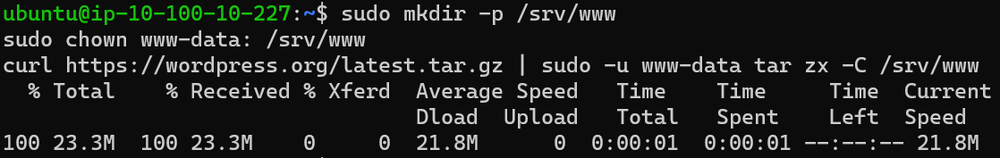 ubuntu@ip-10-100-10-227:~$ sudo mkdir -p /srv/www
sudo chown www-data: /srv/www
curl https://wordpress.org/latest.tar.gz | sudo -u www-data tar zx -C /srv/www
% Total % Received % Xferd Average Speed Time Time Time Current
Dload Upload Total Spent Left Speed
100 23.3M 100 23.3M 0 0 21.8M 0 0:00:01 0:00:01 --:--:-- 21.8M